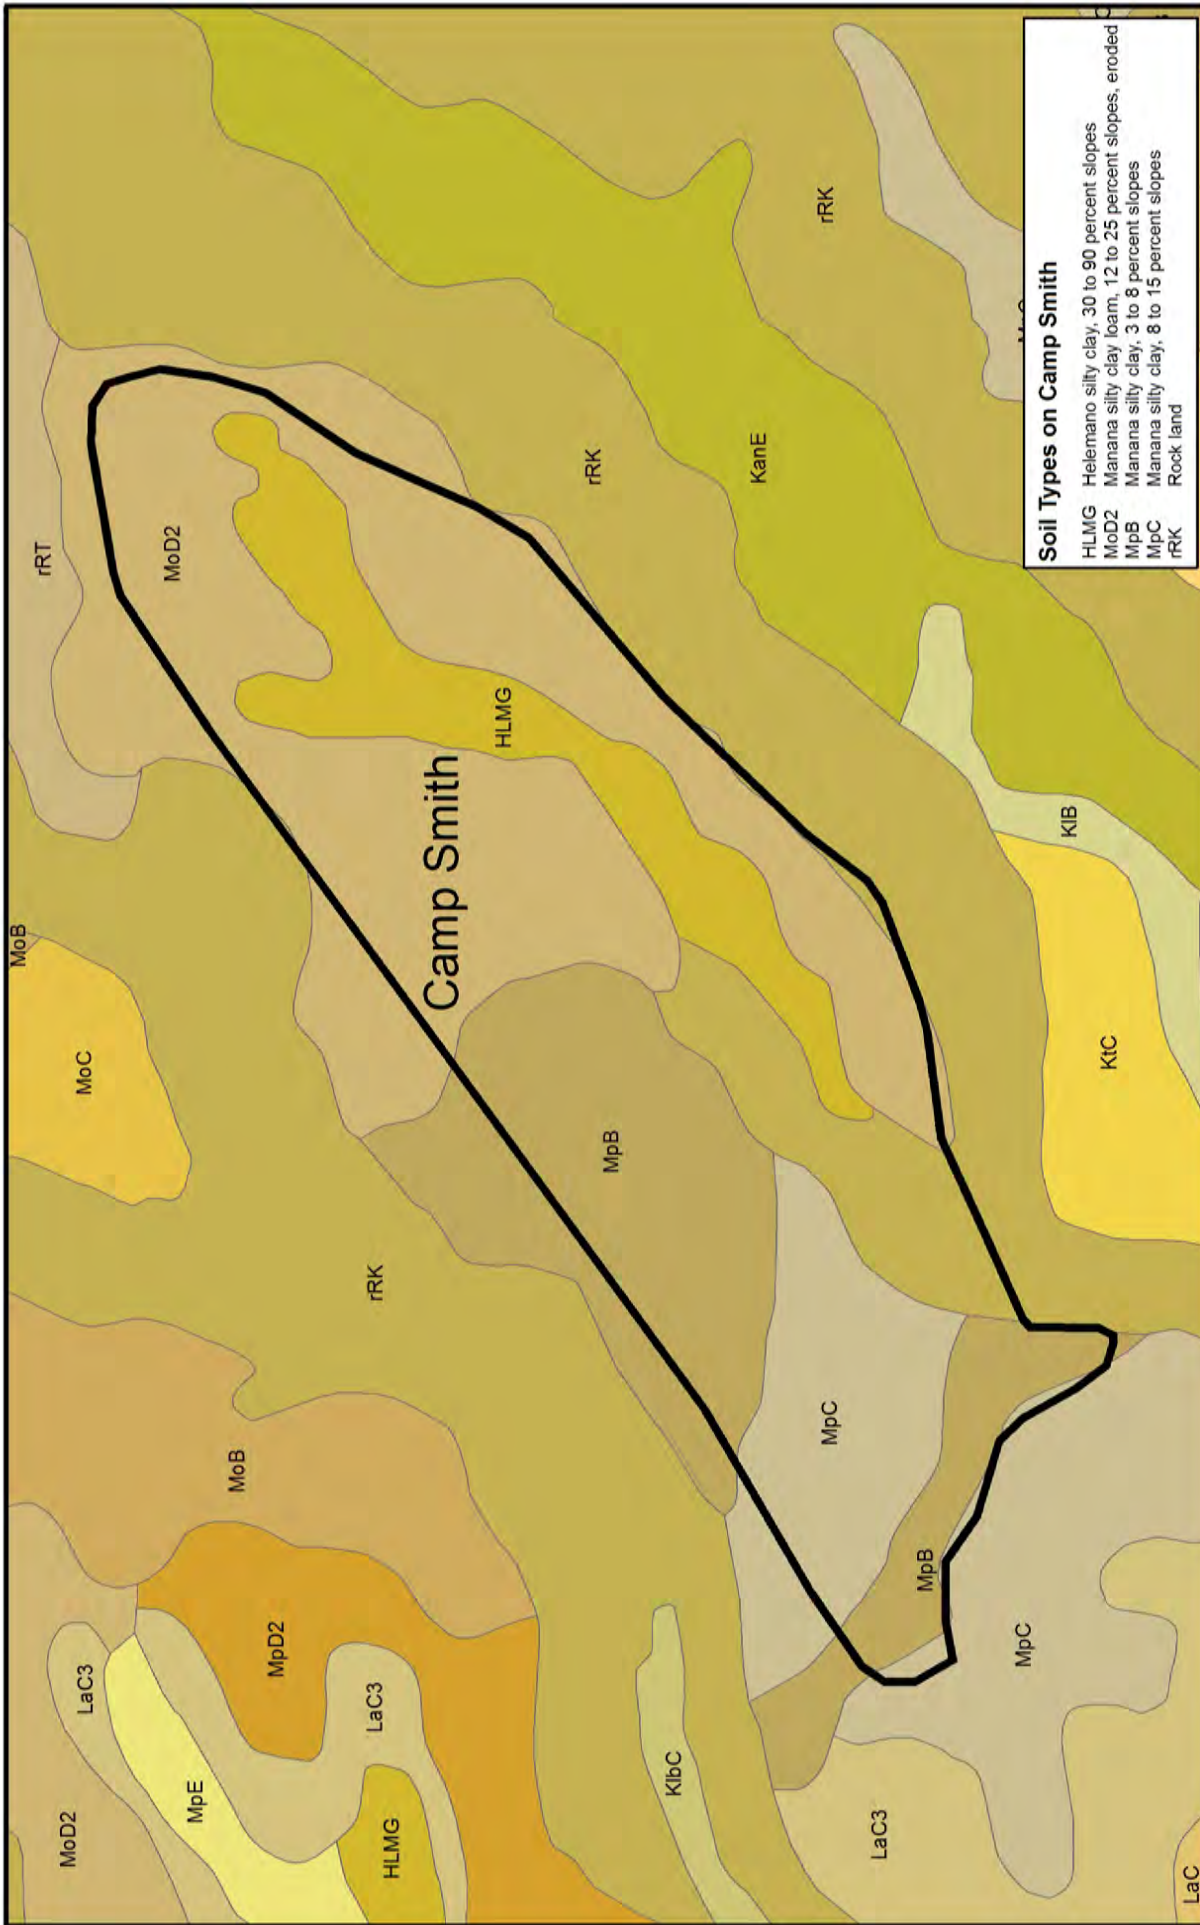 MoB
rRT
MoD2
LaC3
MoC
MoD2
MpE
MoB
MpD2
LaC3
rRK
HLMG
Camp Smith
HLMG
rRK
MpB
KlbC
KanE
rRK
MpC
LaC3
MpB
MpC
KlB
KtC
LaC
Soil Types on Camp Smith
HLMG Helemano silty clay, 30 to 90 percent slopes
MoD2 Manana silty clay loam, 12 to 25 percent slopes, eroded
MpB Manana silty clay, 3 to 8 percent slopes
MpC Manana silty clay, 8 to 15 percent slopes
rRK Rock land